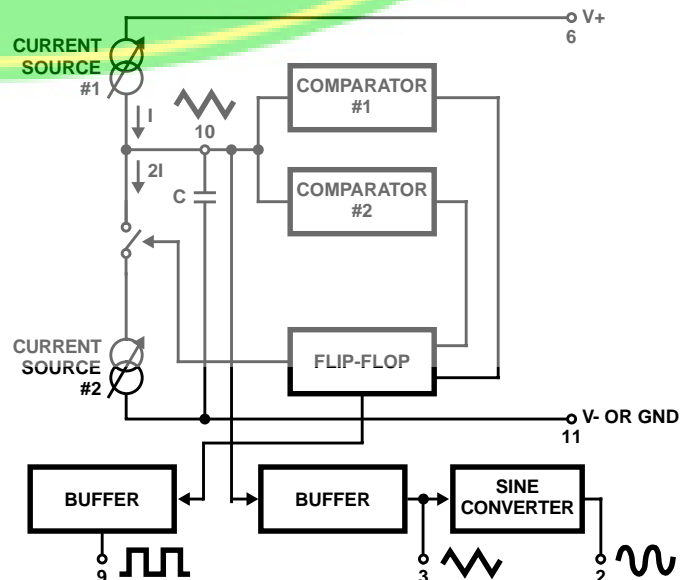 V+
6
CURRENT
SOURCE
#1
I
10
2I
C
COMPARATOR
#1
COMPARATOR
#2
CURRENT
SOURCE
#2
FLIP-FLOP
V- OR GND
11
BUFFER
BUFFER
SINE
CONVERTER
9
3
2